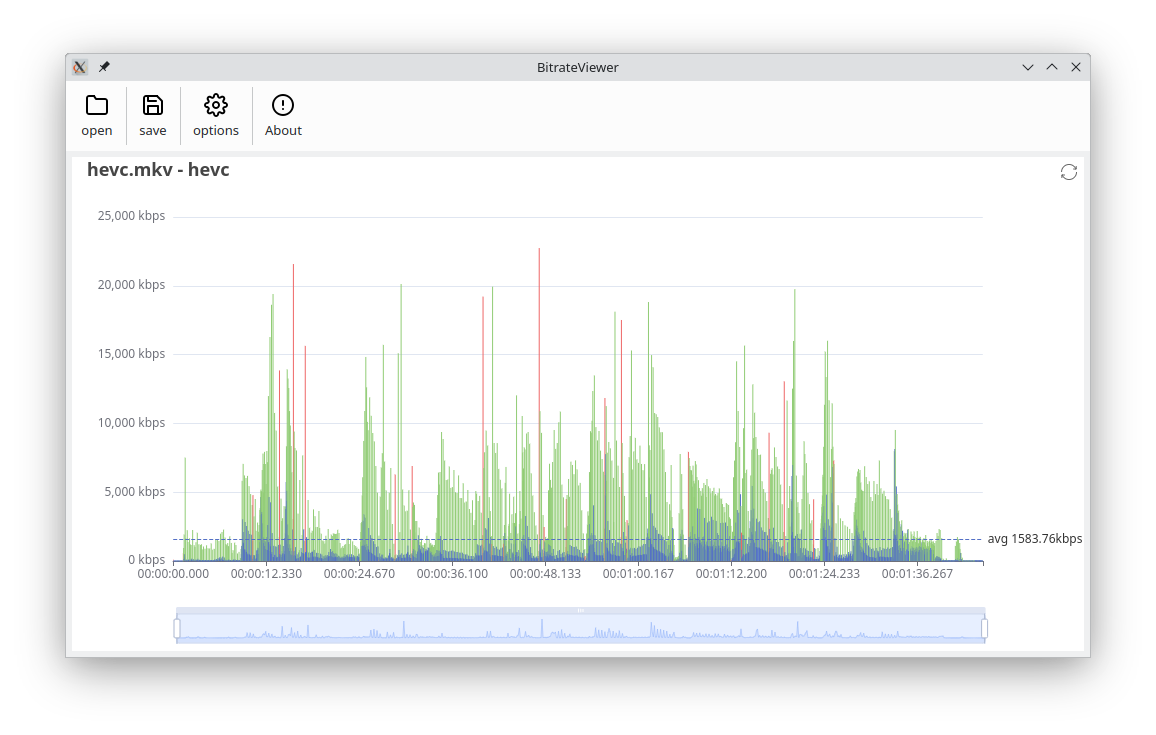 BitrateViewer
open save options About
hevc.mkv - hevc
25,000 kbps
20,000 kbps
15,000 kbps
10,000 kbps
5,000 kbps
avg 1583.76kbps
0 kbps
00:00:00.000 00:00:12.330 00:00:24.670 00:00:36.100 00:00:48.133 00:01:00.167 00:01:12.200 00:01:24.233 00:01:36.267